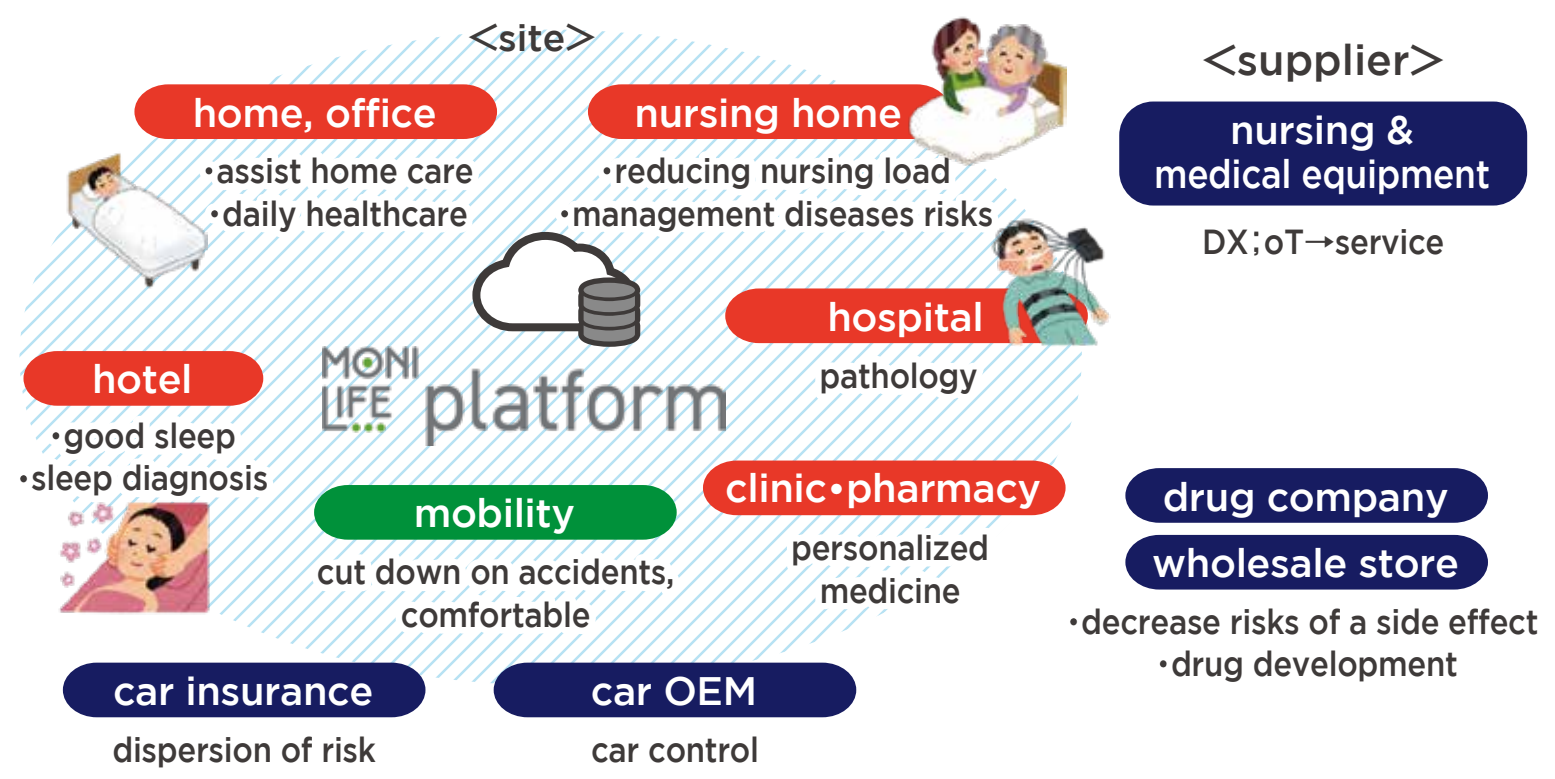 ＜site＞
home, office
・assist home care
・daily healthcare
nursing home
・reducing nursing load
・management diseases risks
hospital
pathology
hotel
・good sleep
・sleep diagnosis
MONI
LIFE
platform
mobility
cut down on accidents,
comfortable
clinic•pharmacy
personalized
medicine
car insurance
dispersion of risk
car OEM
car control
＜supplier＞
nursing &
medical equipment
DX；oT→service
drug company
wholesale store
・decrease risks of a side effect
・drug development